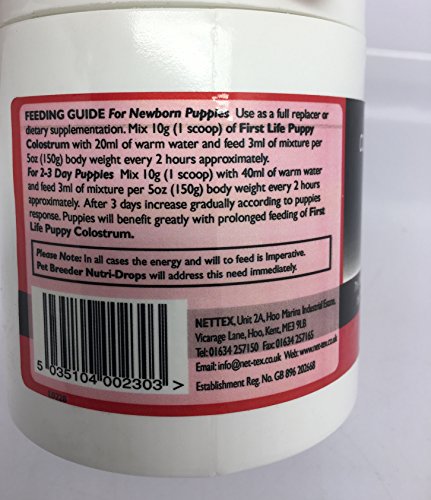 FEEDING GUIDE For Newborn Puppies Use as a full replacer or
dietary supplementation. Mix 10g (1 scoop) of First Life Puppy
Colostrum with 20ml of warm water and feed 3ml of mixture per
5oz (150g) body weight every 2 hours approximately.
For 2-3 Day Puppies Mix 10g (1 scoop) with 40ml of warm water
and feed 3ml of mixture per 5oz (150g) body weight every 2 hours
approximately. After 3 days increase gradually according to puppies
response. Puppies will benefit greatly with prolonged feeding of First
Life Puppy Colostrum.
Please Note: In all cases the energy and will to feed is Imperative.
Pet Breeder Nutri-Drops will address this need immediately.
NETTEX, Unit 2A, Hoo Marina Industrial Estate,
Vicarage Lane, Hoo, Kent, ME3 9LB
Tel: 01634 257150 Fax: 01634 257165
Email: info@net-tex.co.uk Web: www.net-tex.co.uk
Establishment Reg. No. GB 896 202668
5 035104 002303 >